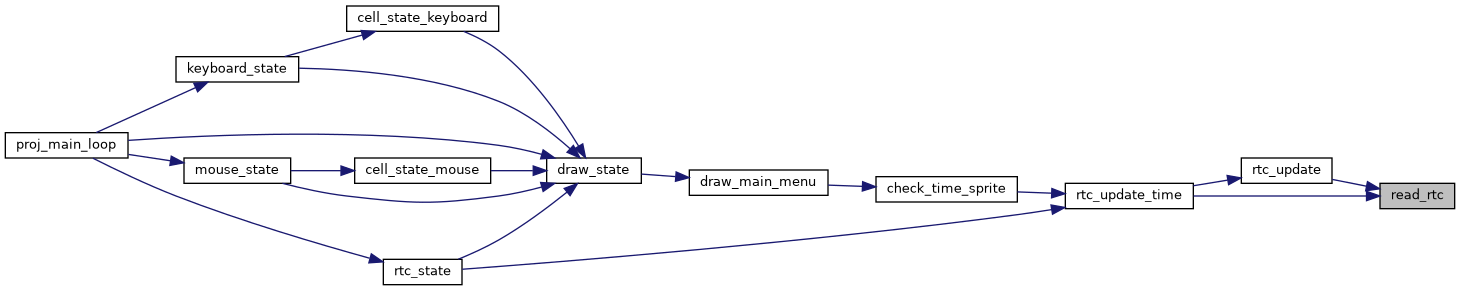 cell_state_keyboard
keyboard_state
proj_main_loop
mouse_state
cell_state_mouse
draw_state
draw_main_menu
check_time_sprite
rtc_update_time
rtc_update
read_rtc
rtc_state